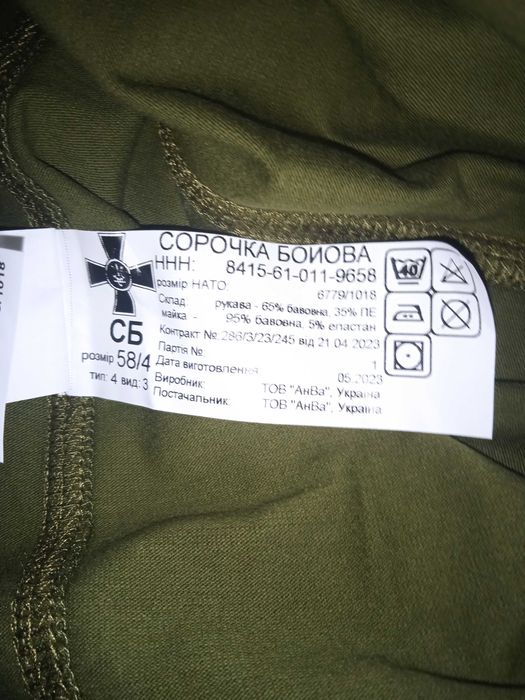 СОРОЧКА БОЙОВА
ННН: 8415-61-011-9658
розмір НАТО: 6779/1018
Склад рукава - 65% бавовна, 35% ПЕ
майка - 95% бавовна, 5% еластан
Контракт № 286/3/23/245 від 21 04 2023
Партія № 1
Дата виготовлення 05.2023
Виробник: ТОВ "АнВа", Україна
Постачальник: ТОВ "АнВа", Україна
СБ
розмір 58/4
тип: 4 вид: 3
40
/1018